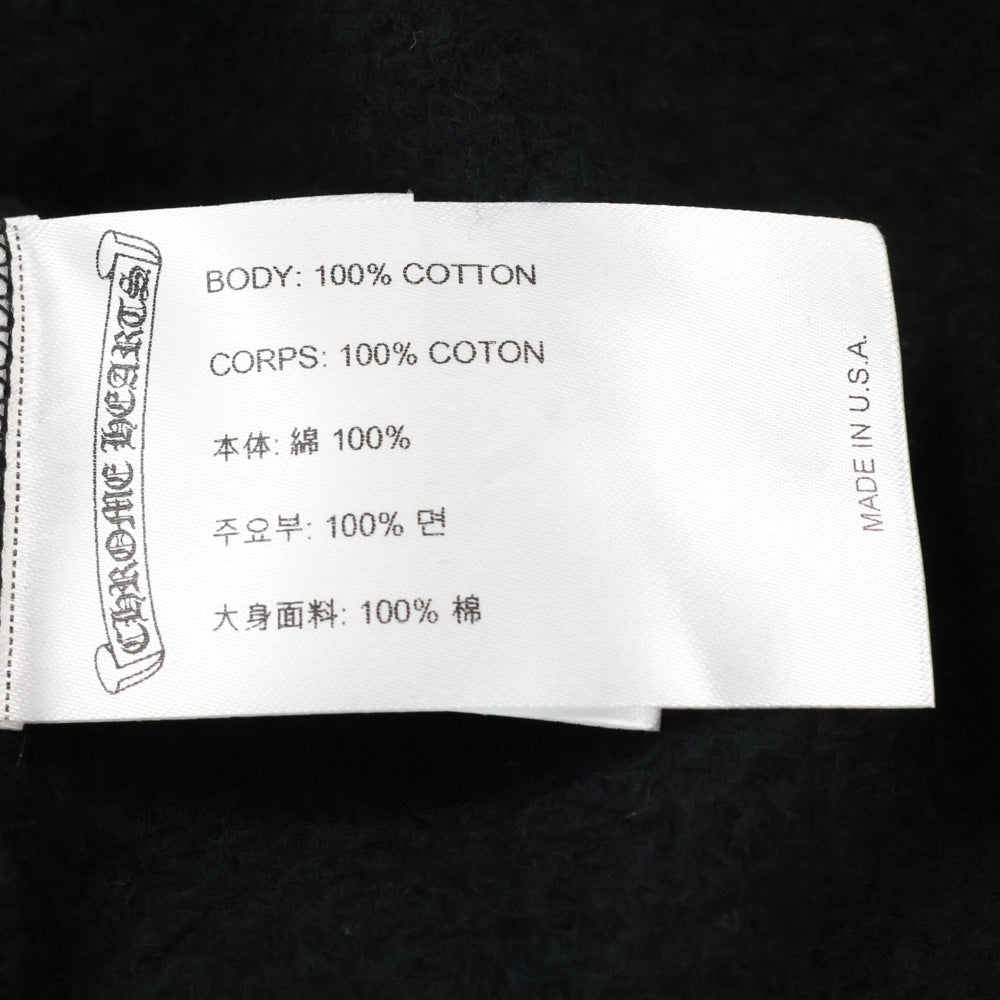 CHROME HEARTS
BODY: 100% COTTON
CORPS: 100% COTON
本体: 綿 100%
주요부: 100% 면
大身面料: 100% 棉
MADE IN U.S.A.